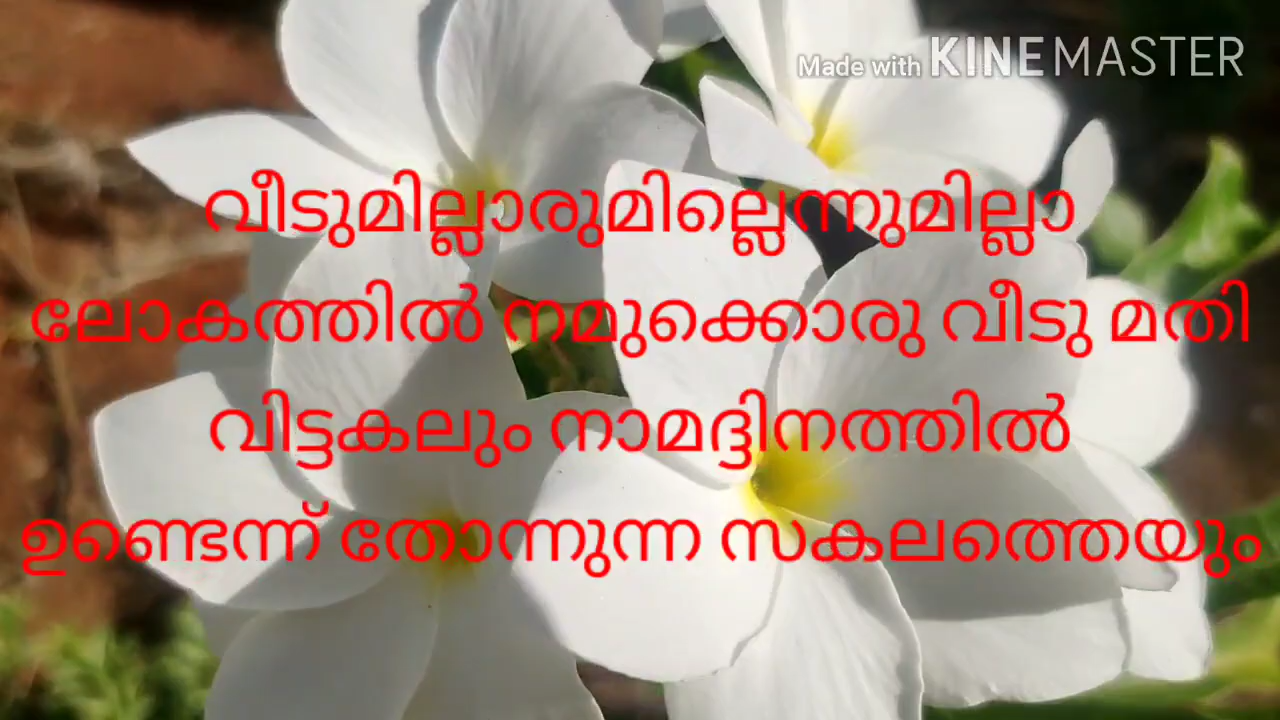 Made with KINEMASTER
വീടുമില്ലാരുമില്ലെന്നുമില്ലാ
ലോകത്തിൽ നമുക്കൊരു വീടു മതി
വിട്ടകലും നാമദ്ദിനത്തിൽ
ഉണ്ടെന്ന് തോന്നുന്ന സകലത്തെയും